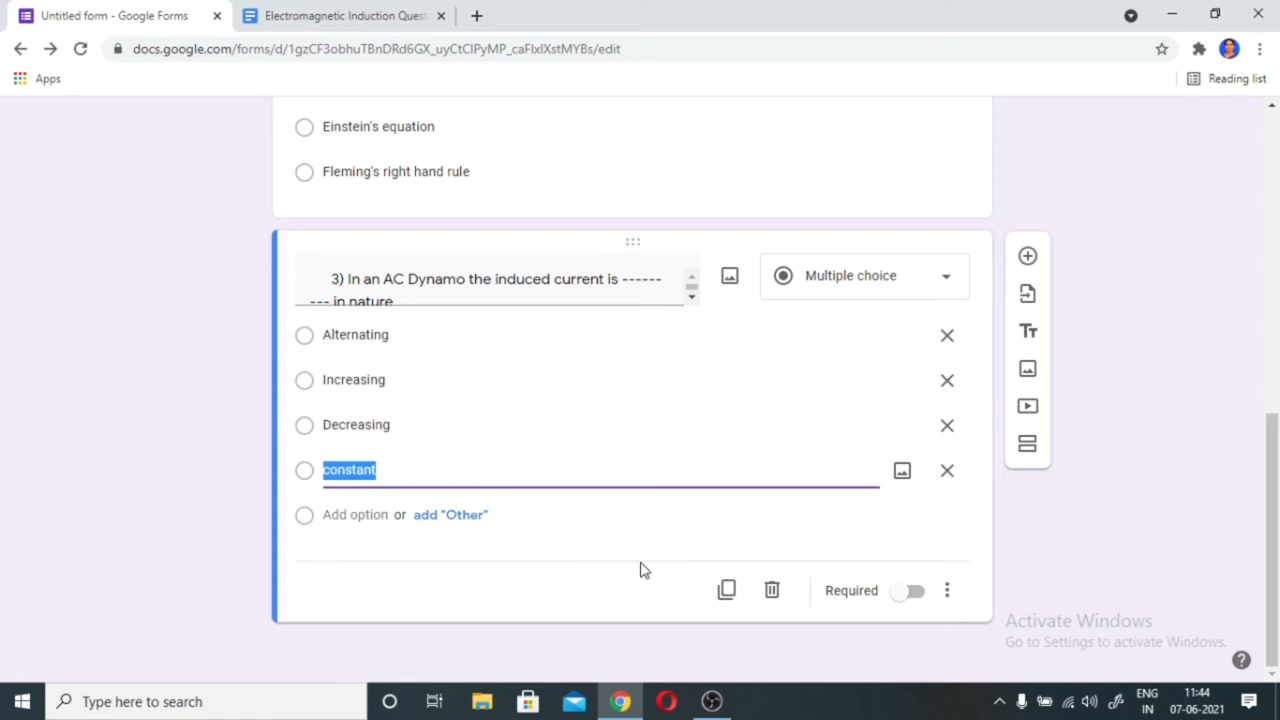 Untitled form - Google Forms
Electromagnetic Induction Quest
docs.google.com/forms/d/1gzCF3obhuTBnDRd6GX_uyCtCIPyMP_caFlxlXstMYBs/edit
Apps
Reading list
Einstein's equation
Fleming's right hand rule
3) In an AC Dynamo the induced current is ------
--- in nature
Multiple choice
Alternating
Increasing
Decreasing
constant
Add option or add "Other"
Required
Activate Windows
Go to Settings to activate Windows.
Type here to search
ENG
IN
11:44
07-06-2021